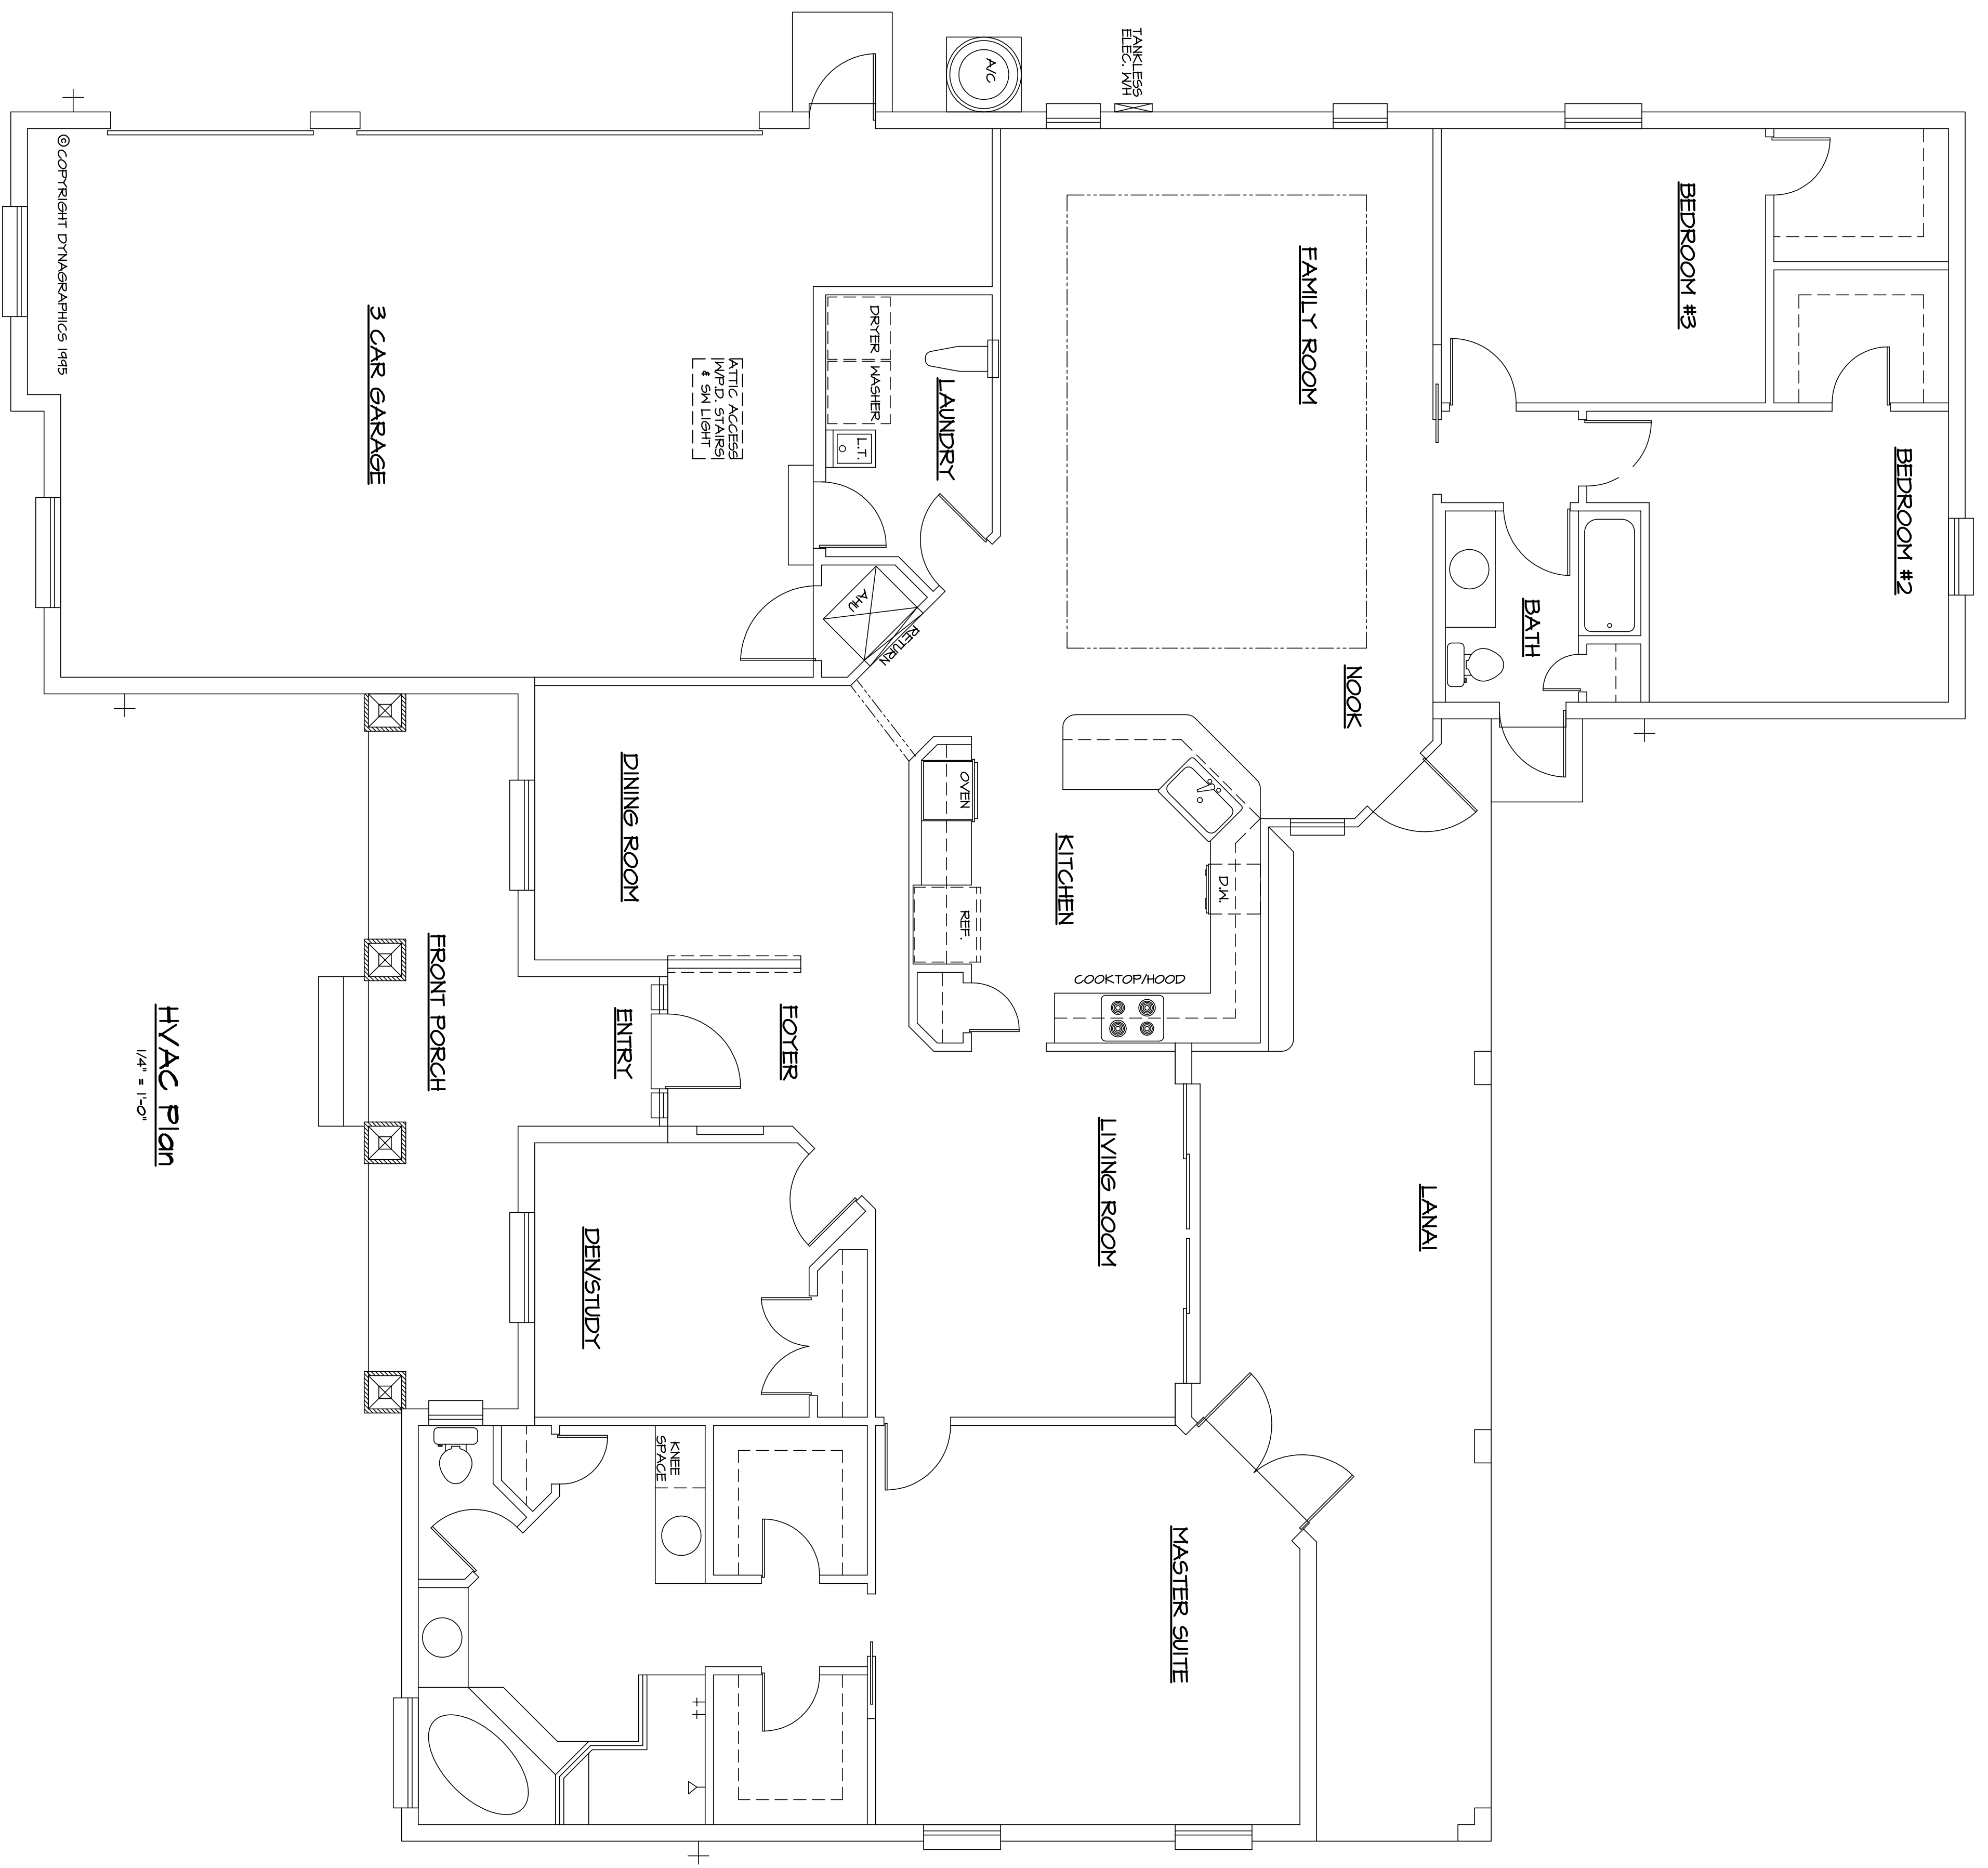 TANKLESS
ELEC. W/H
A/C
BEDROOM #3
BEDROOM #2
FAMILY ROOM
BATH
NOOK
LAUNDRY
DRYER
WASHER
L.T.
ATTIC ACCESS
W/P.D. STAIRS
& SW LIGHT
3 CAR GARAGE
© COPYRIGHT DYNAGRAPHICS 1995
AHU
RETURN
OVEN
REF.
KITCHEN
D.W.
COOKTOP/HOOD
DINING ROOM
FOYER
ENTRY
FRONT PORCH
LIVING ROOM
LANAI
DEN/STUDY
KNEE
SPACE
MASTER SUITE
HVAC Plan
1/4" = 1'-0"